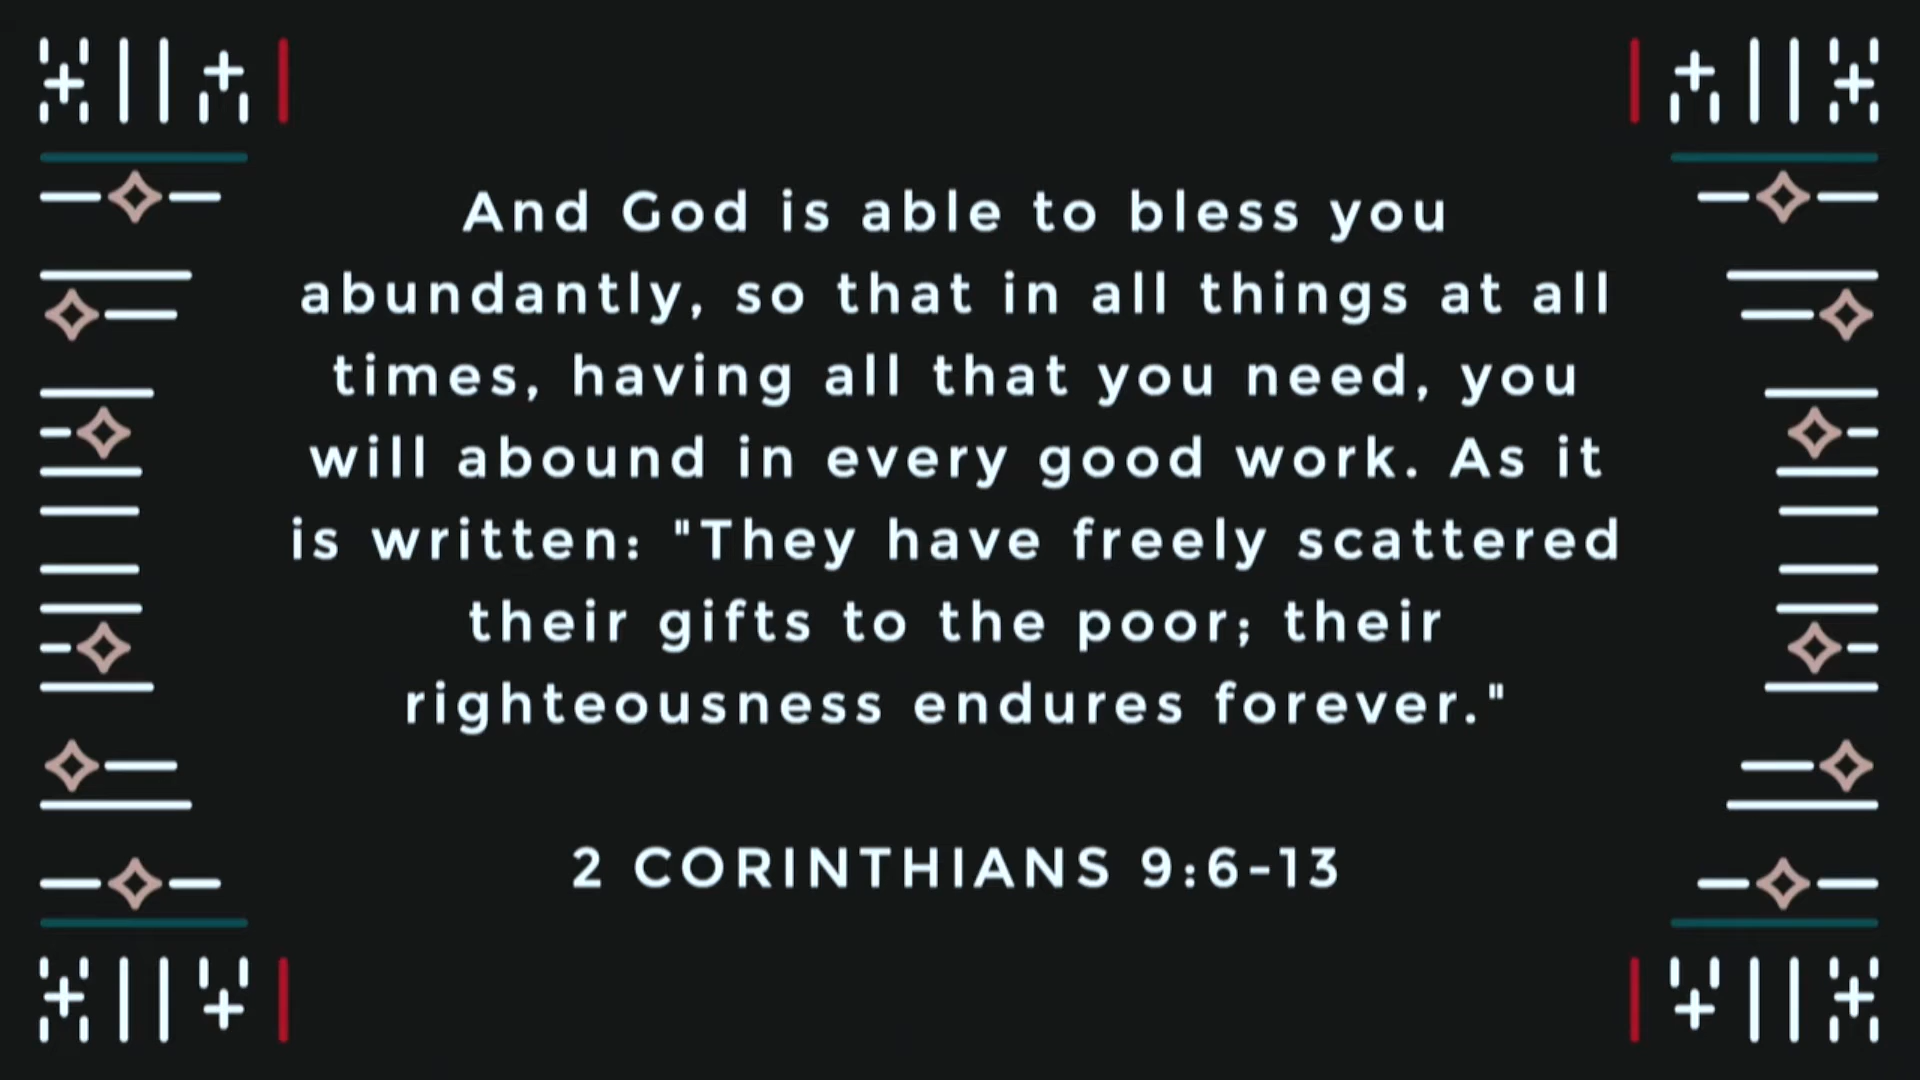 And God is able to bless you
abundantly, so that in all things at all
times, having all that you need, you
will abound in every good work. As it
is written: "They have freely scattered
their gifts to the poor; their
righteousness endures forever."
2 CORINTHIANS 9:6-13